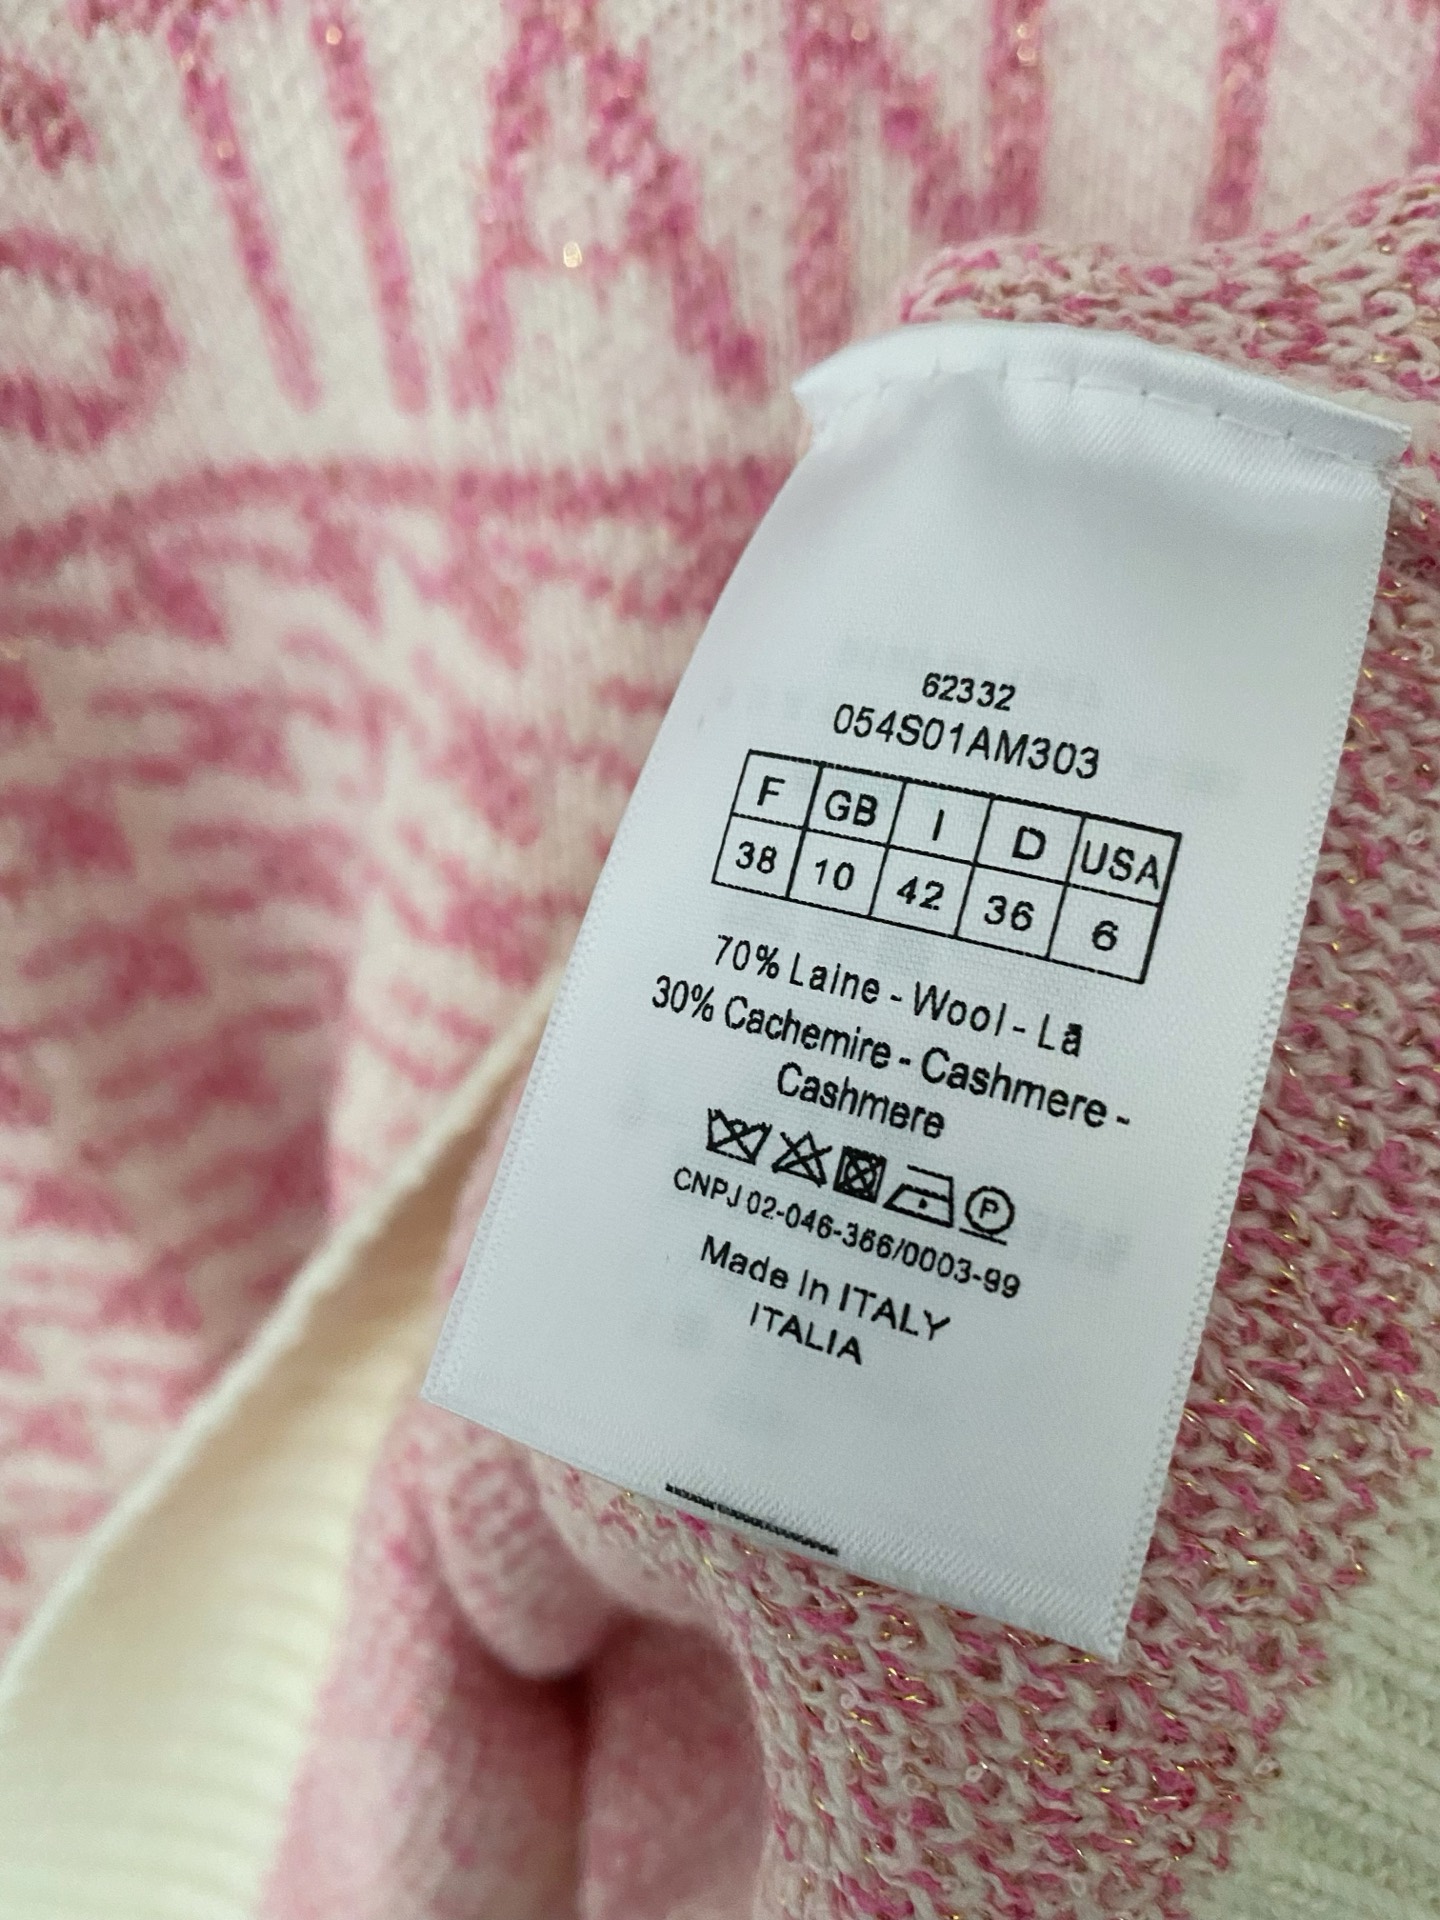 62332
054S01AM303
F GB I D USA
38 10 42 36 6
70% Laine - Wool - Lã
30% Cachemire - Cashmere -
Cashmere
P
CNPJ 02-046-366/0003-99
Made In ITALY
ITALIA